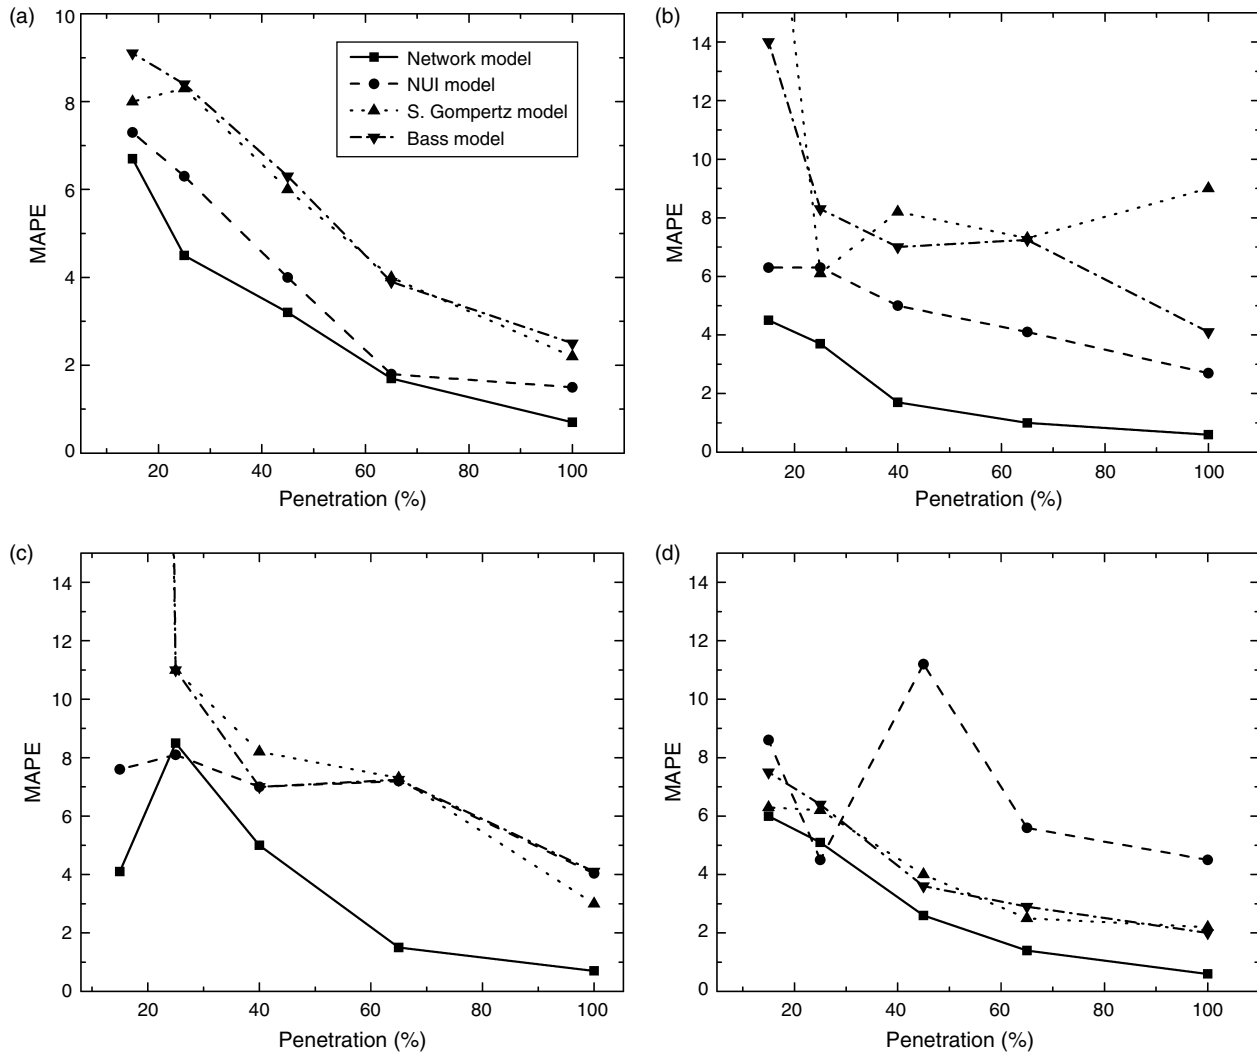 (a)
10
8
6
4
2
0
MAPE
Network model
NUI model
S. Gompertz model
Bass model
20 40 60 80 100
Penetration (%)
(b)
14
12
10
8
6
4
2
0
MAPE
20 40 60 80 100
Penetration (%)
(c)
14
12
10
8
6
4
2
0
MAPE
20 40 60 80 100
Penetration (%)
(d)
14
12
10
8
6
4
2
0
MAPE
20 40 60 80 100
Penetration (%)